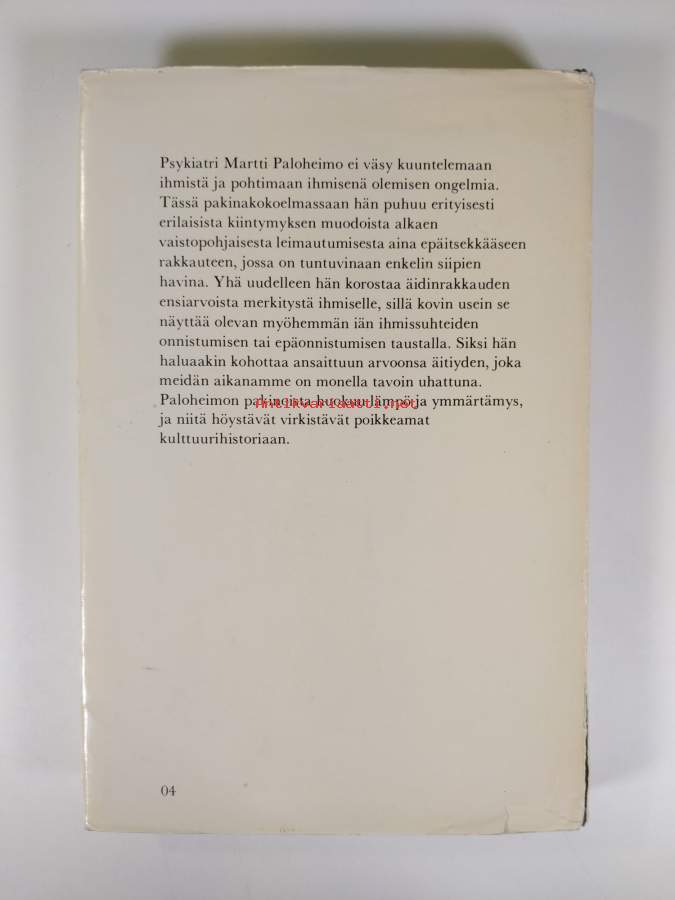 Psykiatri Martti Paloheimo ei väsy kuuntelemaan
ihmistä ja pohtimaan ihmisenä olemisen ongelmia.
Tässä pakinakokoelmassaan hän puhuu erityisesti
erilaisista kiintymyksen muodoista alkaen
vaistopohjaisesta leimautumisesta aina epäitsekkääseen
rakkauteen, jossa on tuntuvinaan enkelin siipien
havina. Yhä uudelleen hän korostaa äidinrakkauden
ensiarvoista merkitystä ihmiselle, sillä kovin usein se
näyttää olevan myöhemmän iän ihmissuhteiden
onnistumisen tai epäonnistumisen taustalla. Siksi hän
haluaakin kohottaa ansaittuun arvoonsa äitiyden, joka
meidän aikanamme on monella tavoin uhattuna.
Paloheimon pakinoista huokuu lämpö ja ymmärtämys,
Antikvariaatti.net
ja niitä höystävät virkistävät poikkeamat
kulttuurihistoriaan.
04